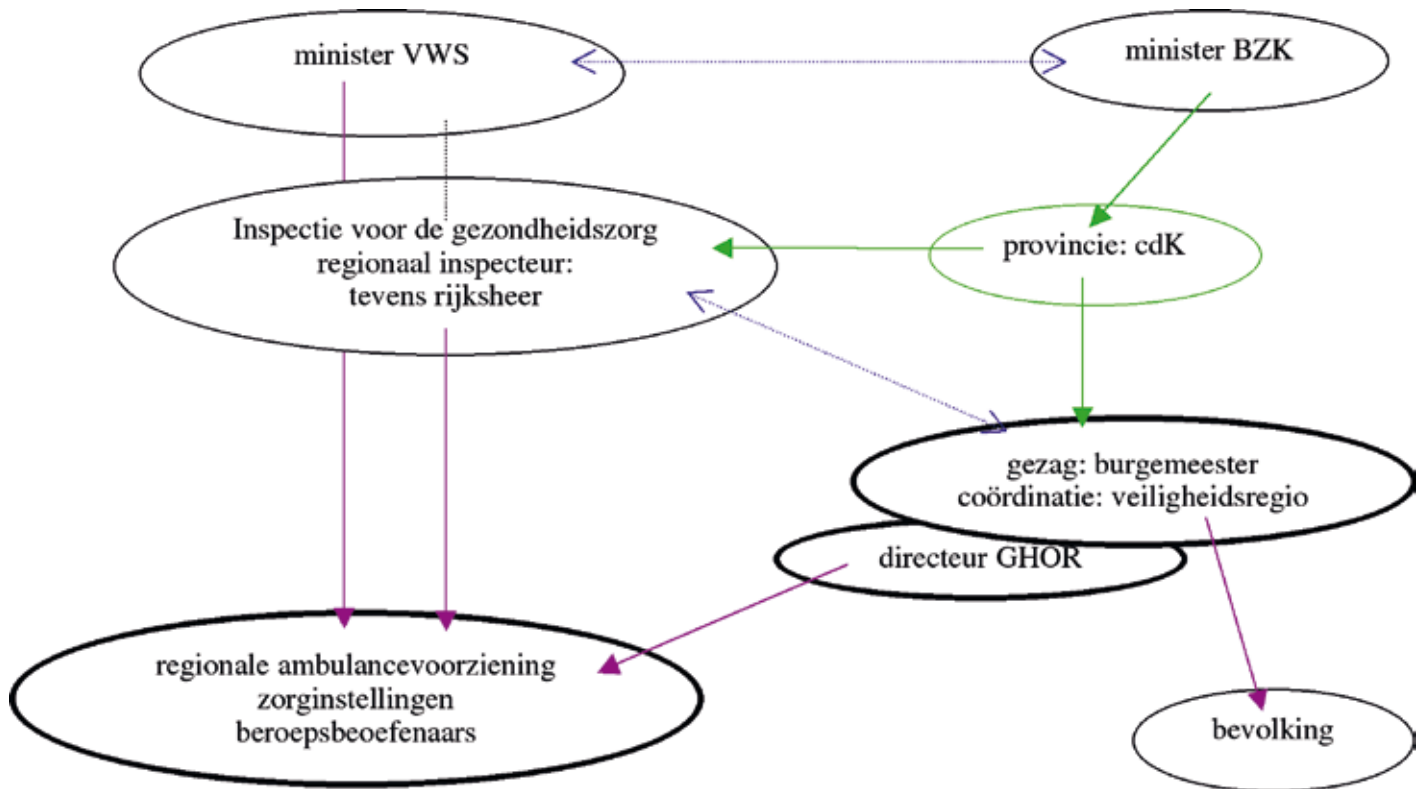 minister VWS
minister BZK
Inspectie voor de gezondheidszorg
regionaal inspecteur:
tevens rijksheer
provincie: cdK
gezag: burgemeester
coördinatie: veiligheidsregio
directeur GHOR
regionale ambulancevoorziening
zorginstellingen
beroepsbeoefenaars
bevolking